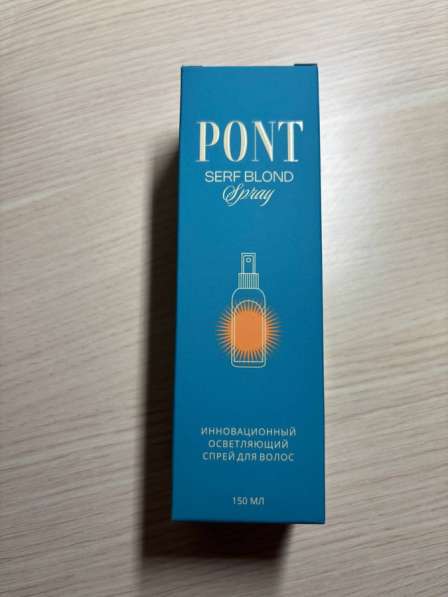 PONT
SERF BLOND
Spray
ИННОВАЦИОННЫЙ
ОСВЕТЛЯЮЩИЙ
СПРЕЙ ДЛЯ ВОЛОС
150 МЛ